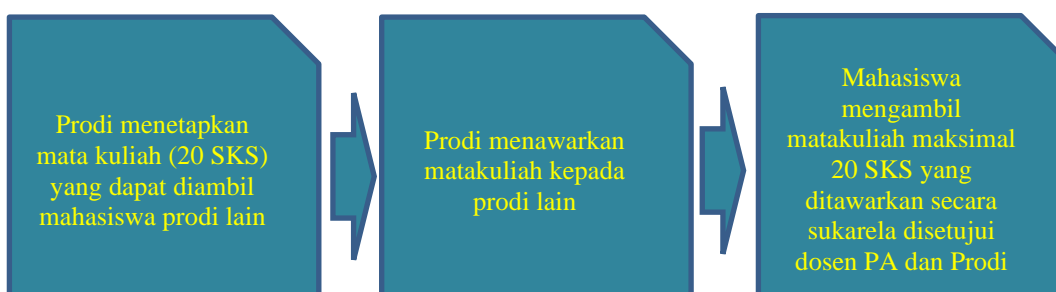 Prodi menetapkan
mata kuliah (20 SKS)
yang dapat diambil
mahasiswa prodi lain
Prodi menawarkan
matakuliah kepada
prodi lain
Mahasiswa
mengambil
matakuliah maksimal
20 SKS yang
ditawarkan secara
sukarela disetujui
dosen PA dan Prodi